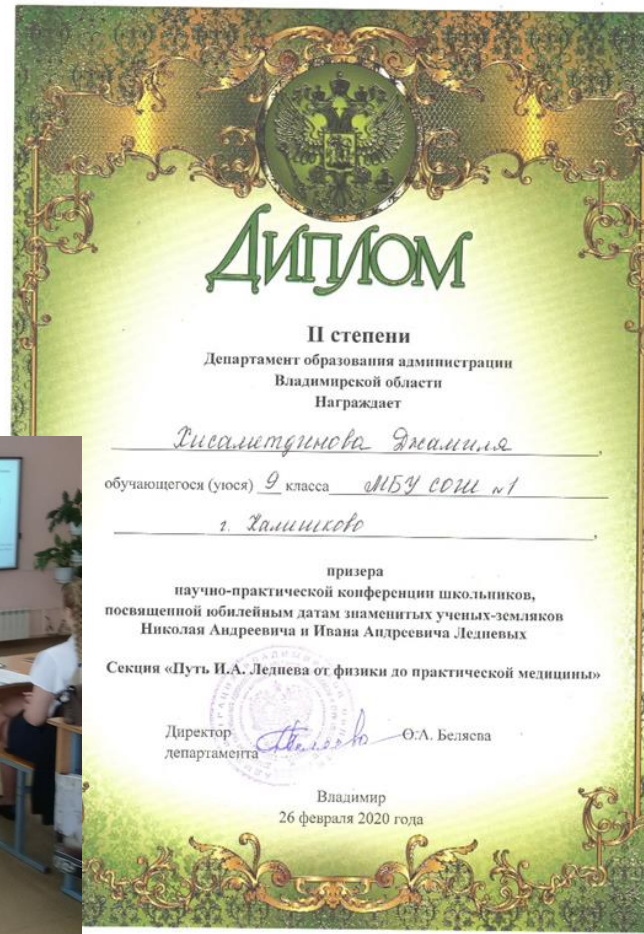 Диплом
II степени
Департамент образования администрации
Владимирской области
Награждает
Хисаметдинова Джамиля
обучающегося (уюся) 9 класса МБУ СОШ №1
г. Камешково
призера
научно-практической конференции школьников,
посвященной юбилейным датам знаменитых ученых-земляков
Николая Андреевича и Ивана Андреевича Ледневых
Секция «Путь И.А. Леднева от физики до практической медицины»
Директор О.А. Беляева
департамента
Владимир
26 февраля 2020 года